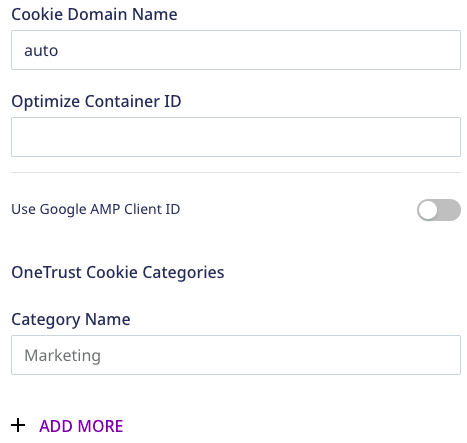 Cookie Domain Name
auto
Optimize Container ID
Use Google AMP Client ID
OneTrust Cookie Categories
Category Name
Marketing
+ ADD MORE